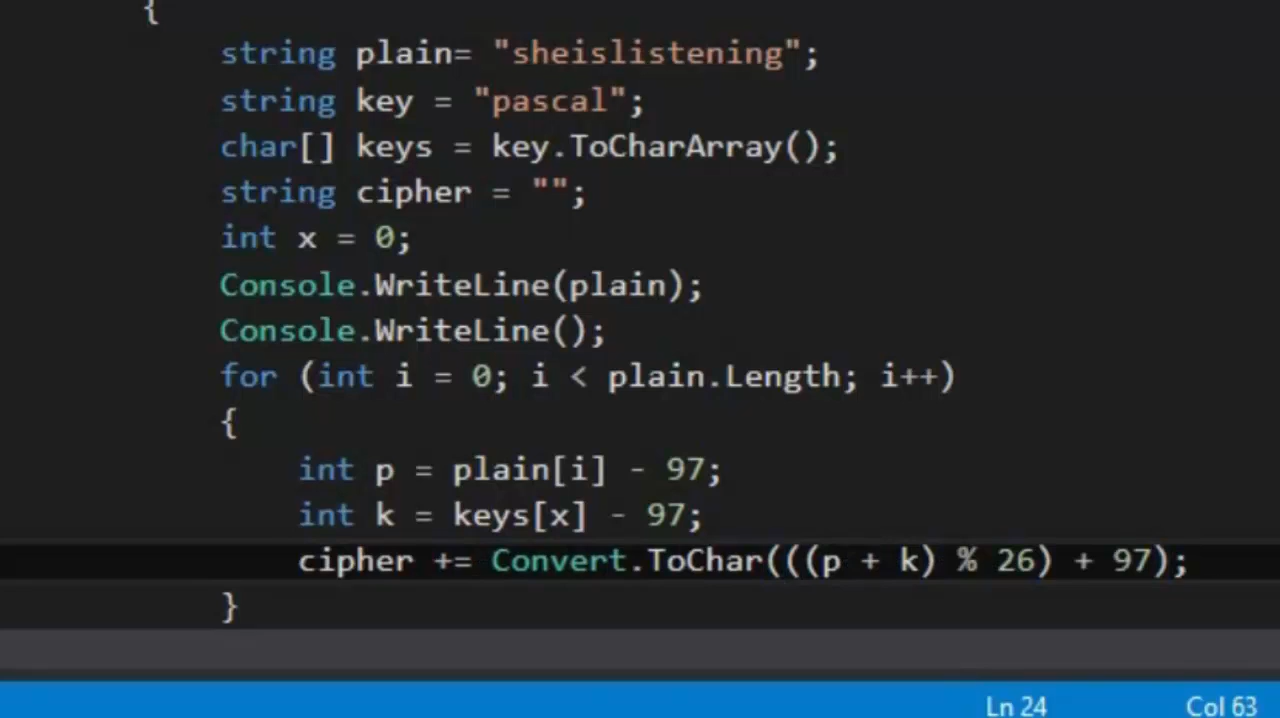 {
string plain= "sheislistening";
string key = "pascal";
char[] keys = key.ToCharArray();
string cipher = "";
int x = 0;
Console.WriteLine(plain);
Console.WriteLine();
for (int i = 0; i < plain.Length; i++)
{
int p = plain[i] - 97;
int k = keys[x] - 97;
cipher += Convert.ToChar(((p + k) % 26) + 97);
}
Ln 24 Col 63